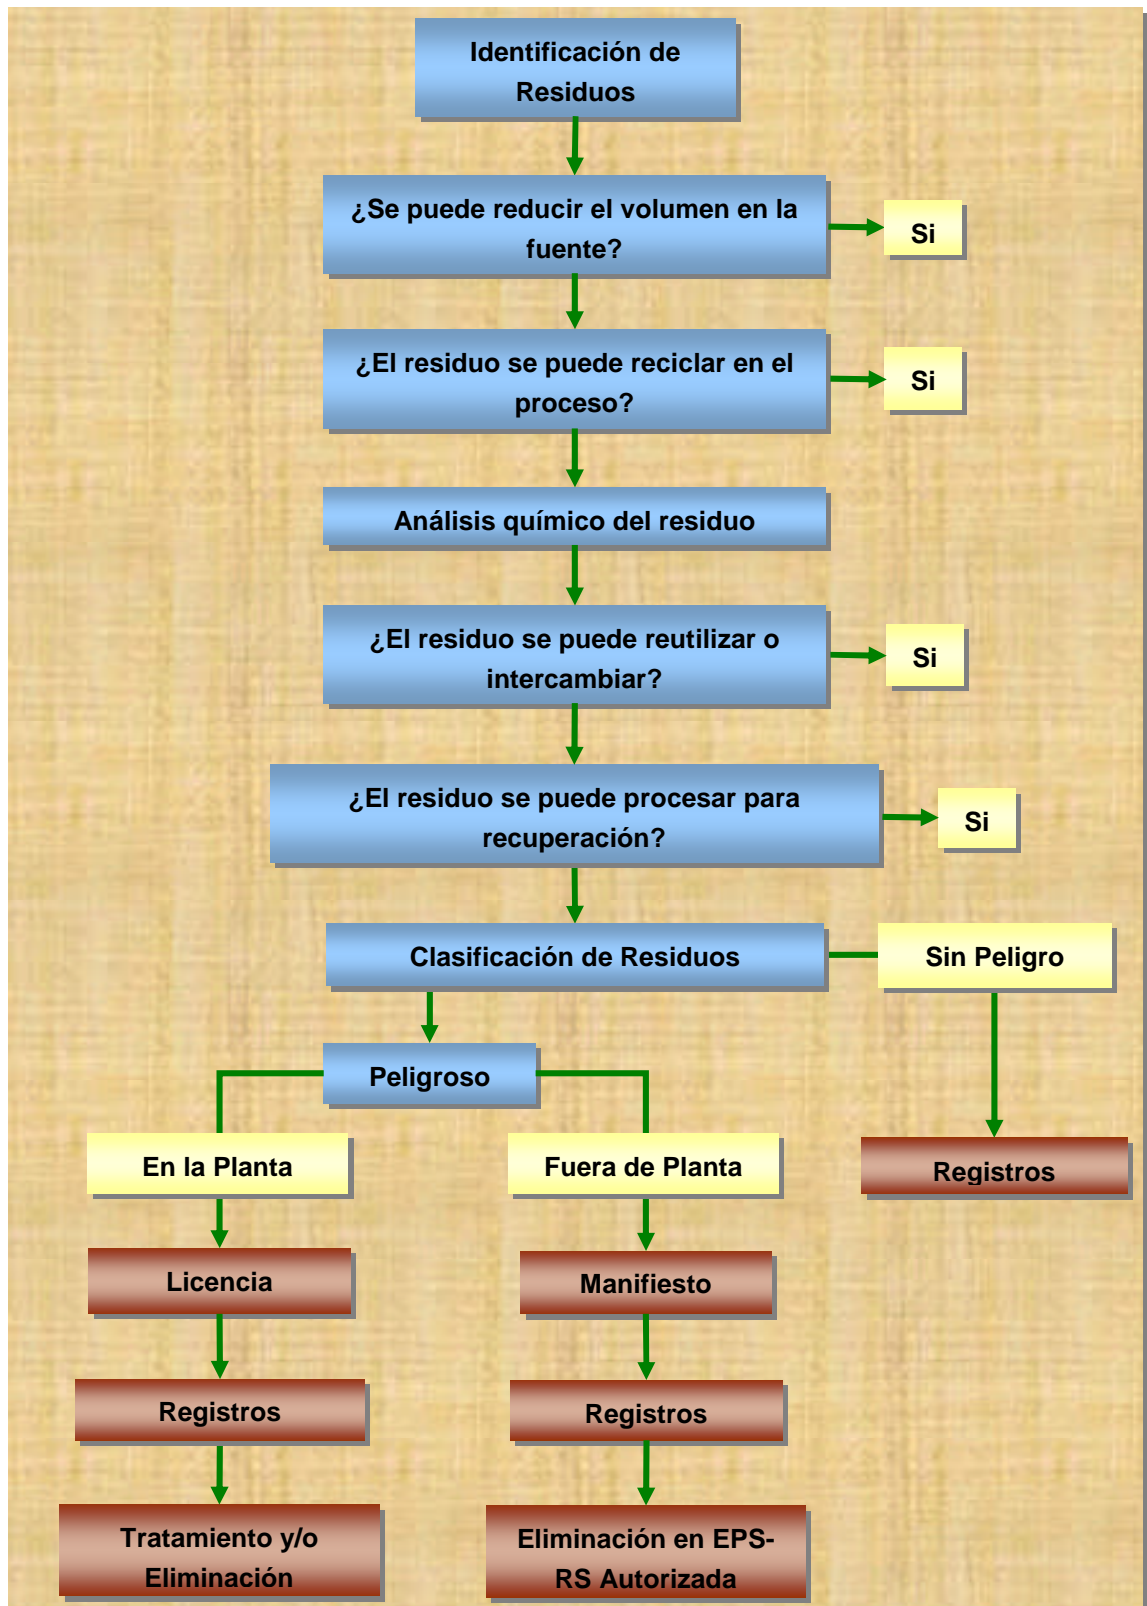 Identificación de
Residuos
¿Se puede reducir el volumen en la
fuente?
Si
¿El residuo se puede reciclar en el
proceso?
Si
Análisis químico del residuo
¿El residuo se puede reutilizar o
intercambiar?
Si
¿El residuo se puede procesar para
recuperación?
Si
Clasificación de Residuos
Sin Peligro
Peligroso
En la Planta
Fuera de Planta
Registros
Licencia
Manifiesto
Registros
Registros
Tratamiento y/o
Eliminación
Eliminación en EPS-
RS Autorizada